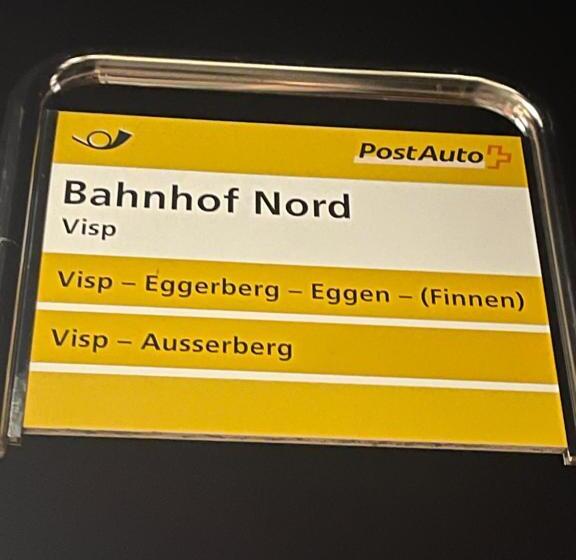 PostAuto
Bahnhof Nord
Visp
Visp – Eggerberg – Eggen – (Finnen)
Visp – Ausserberg